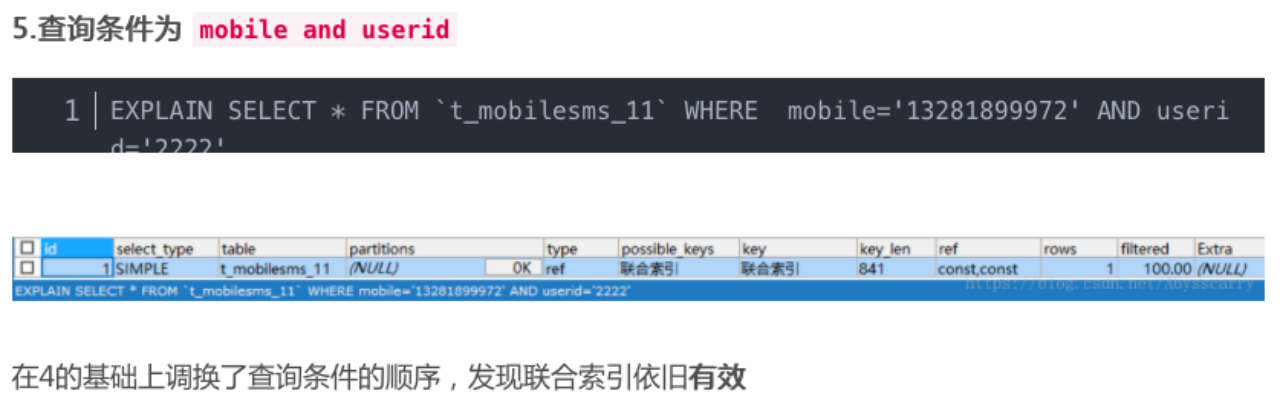 5.查询条件为 mobile and userid
1 EXPLAIN SELECT * FROM `t_mobilesms_11` WHERE  mobile='13281899972' AND useri
d='2222'
id select_type table partitions type possible_keys key key_len ref rows filtered Extra
1 SIMPLE t_mobilesms_11 (NULL) OK ref 联合索引 联合索引 841 const,const 1 100.00 (NULL)
EXPLAIN SELECT * FROM `t_mobilesms_11` WHERE mobile='13281899972' AND userid='2222'
https://blog.csdn.net/Abysscarry
在4的基础上调换了查询条件的顺序，发现联合索引依旧有效